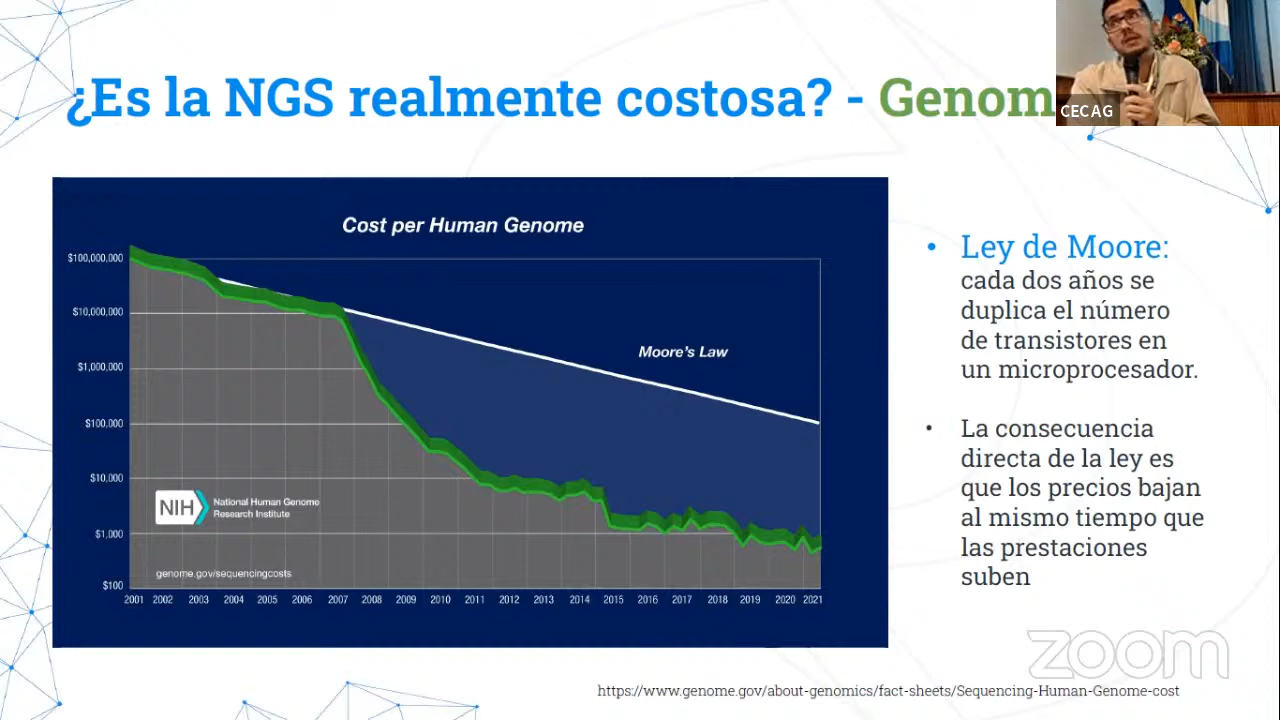 ¿Es la NGS realmente costosa? - Genom
CECAG
Cost per Human Genome
$100,000,000
$10,000,000
$1,000,000
$100,000
$10,000
$1,000
$100
Moore's Law
NIH
National Human Genome
Research Institute
genome.gov/sequencingcosts
2001 2002 2003 2004 2005 2006 2007 2008 2009 2010 2011 2012 2013 2014 2015 2016 2017 2018 2019 2020 2021
• Ley de Moore:
cada dos años se
duplica el número
de transistores en
un microprocesador.
• La consecuencia
directa de la ley es
que los precios bajan
al mismo tiempo que
las prestaciones
suben
zoom
https://www.genome.gov/about-genomics/fact-sheets/Sequencing-Human-Genome-cost